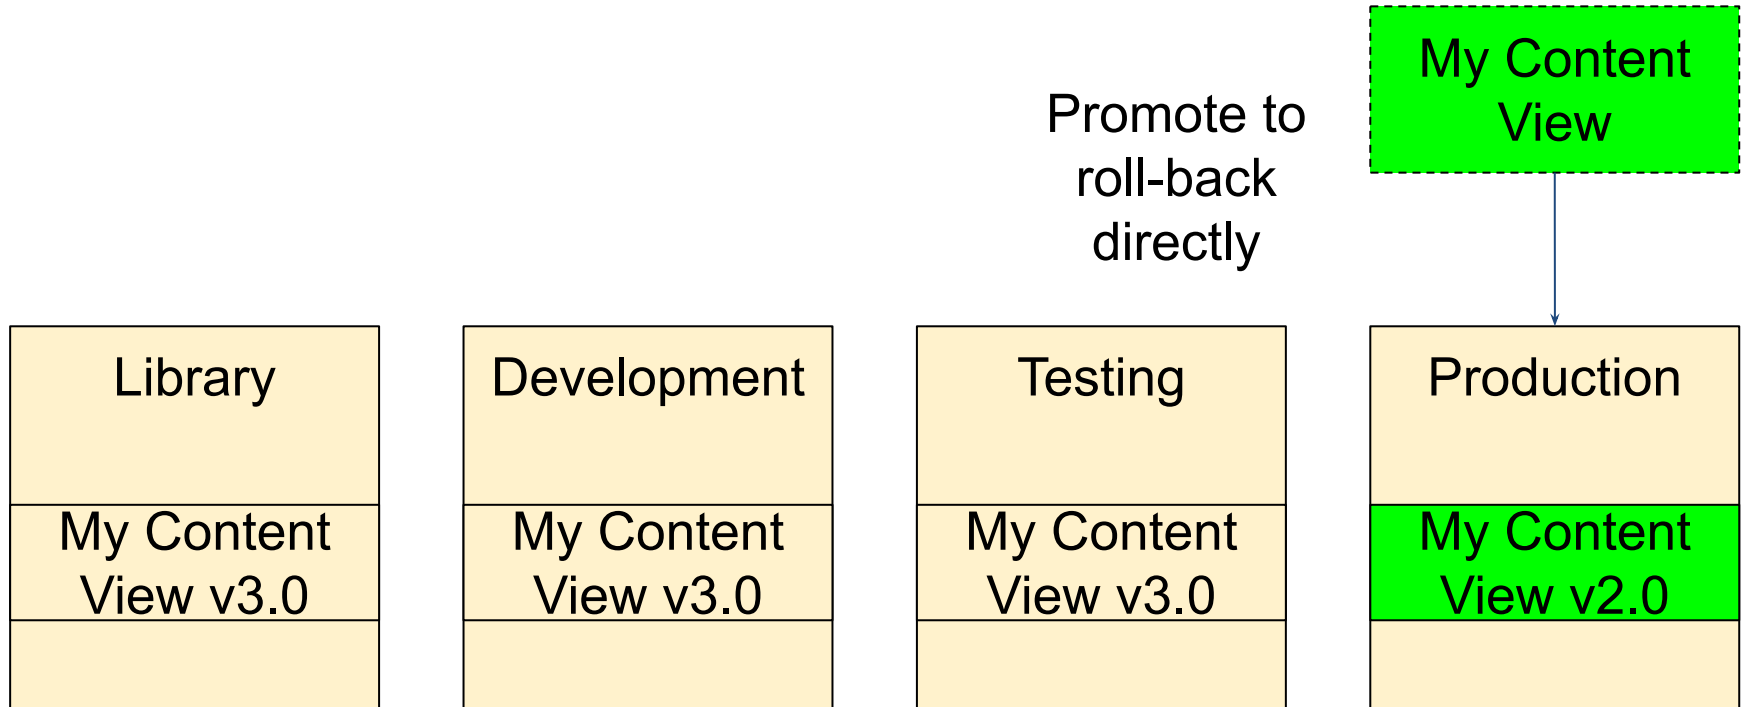 My Content
View
Promote to
roll-back
directly
Library
Development
Testing
Production
My Content
View v3.0
My Content
View v3.0
My Content
View v3.0
My Content
View v2.0